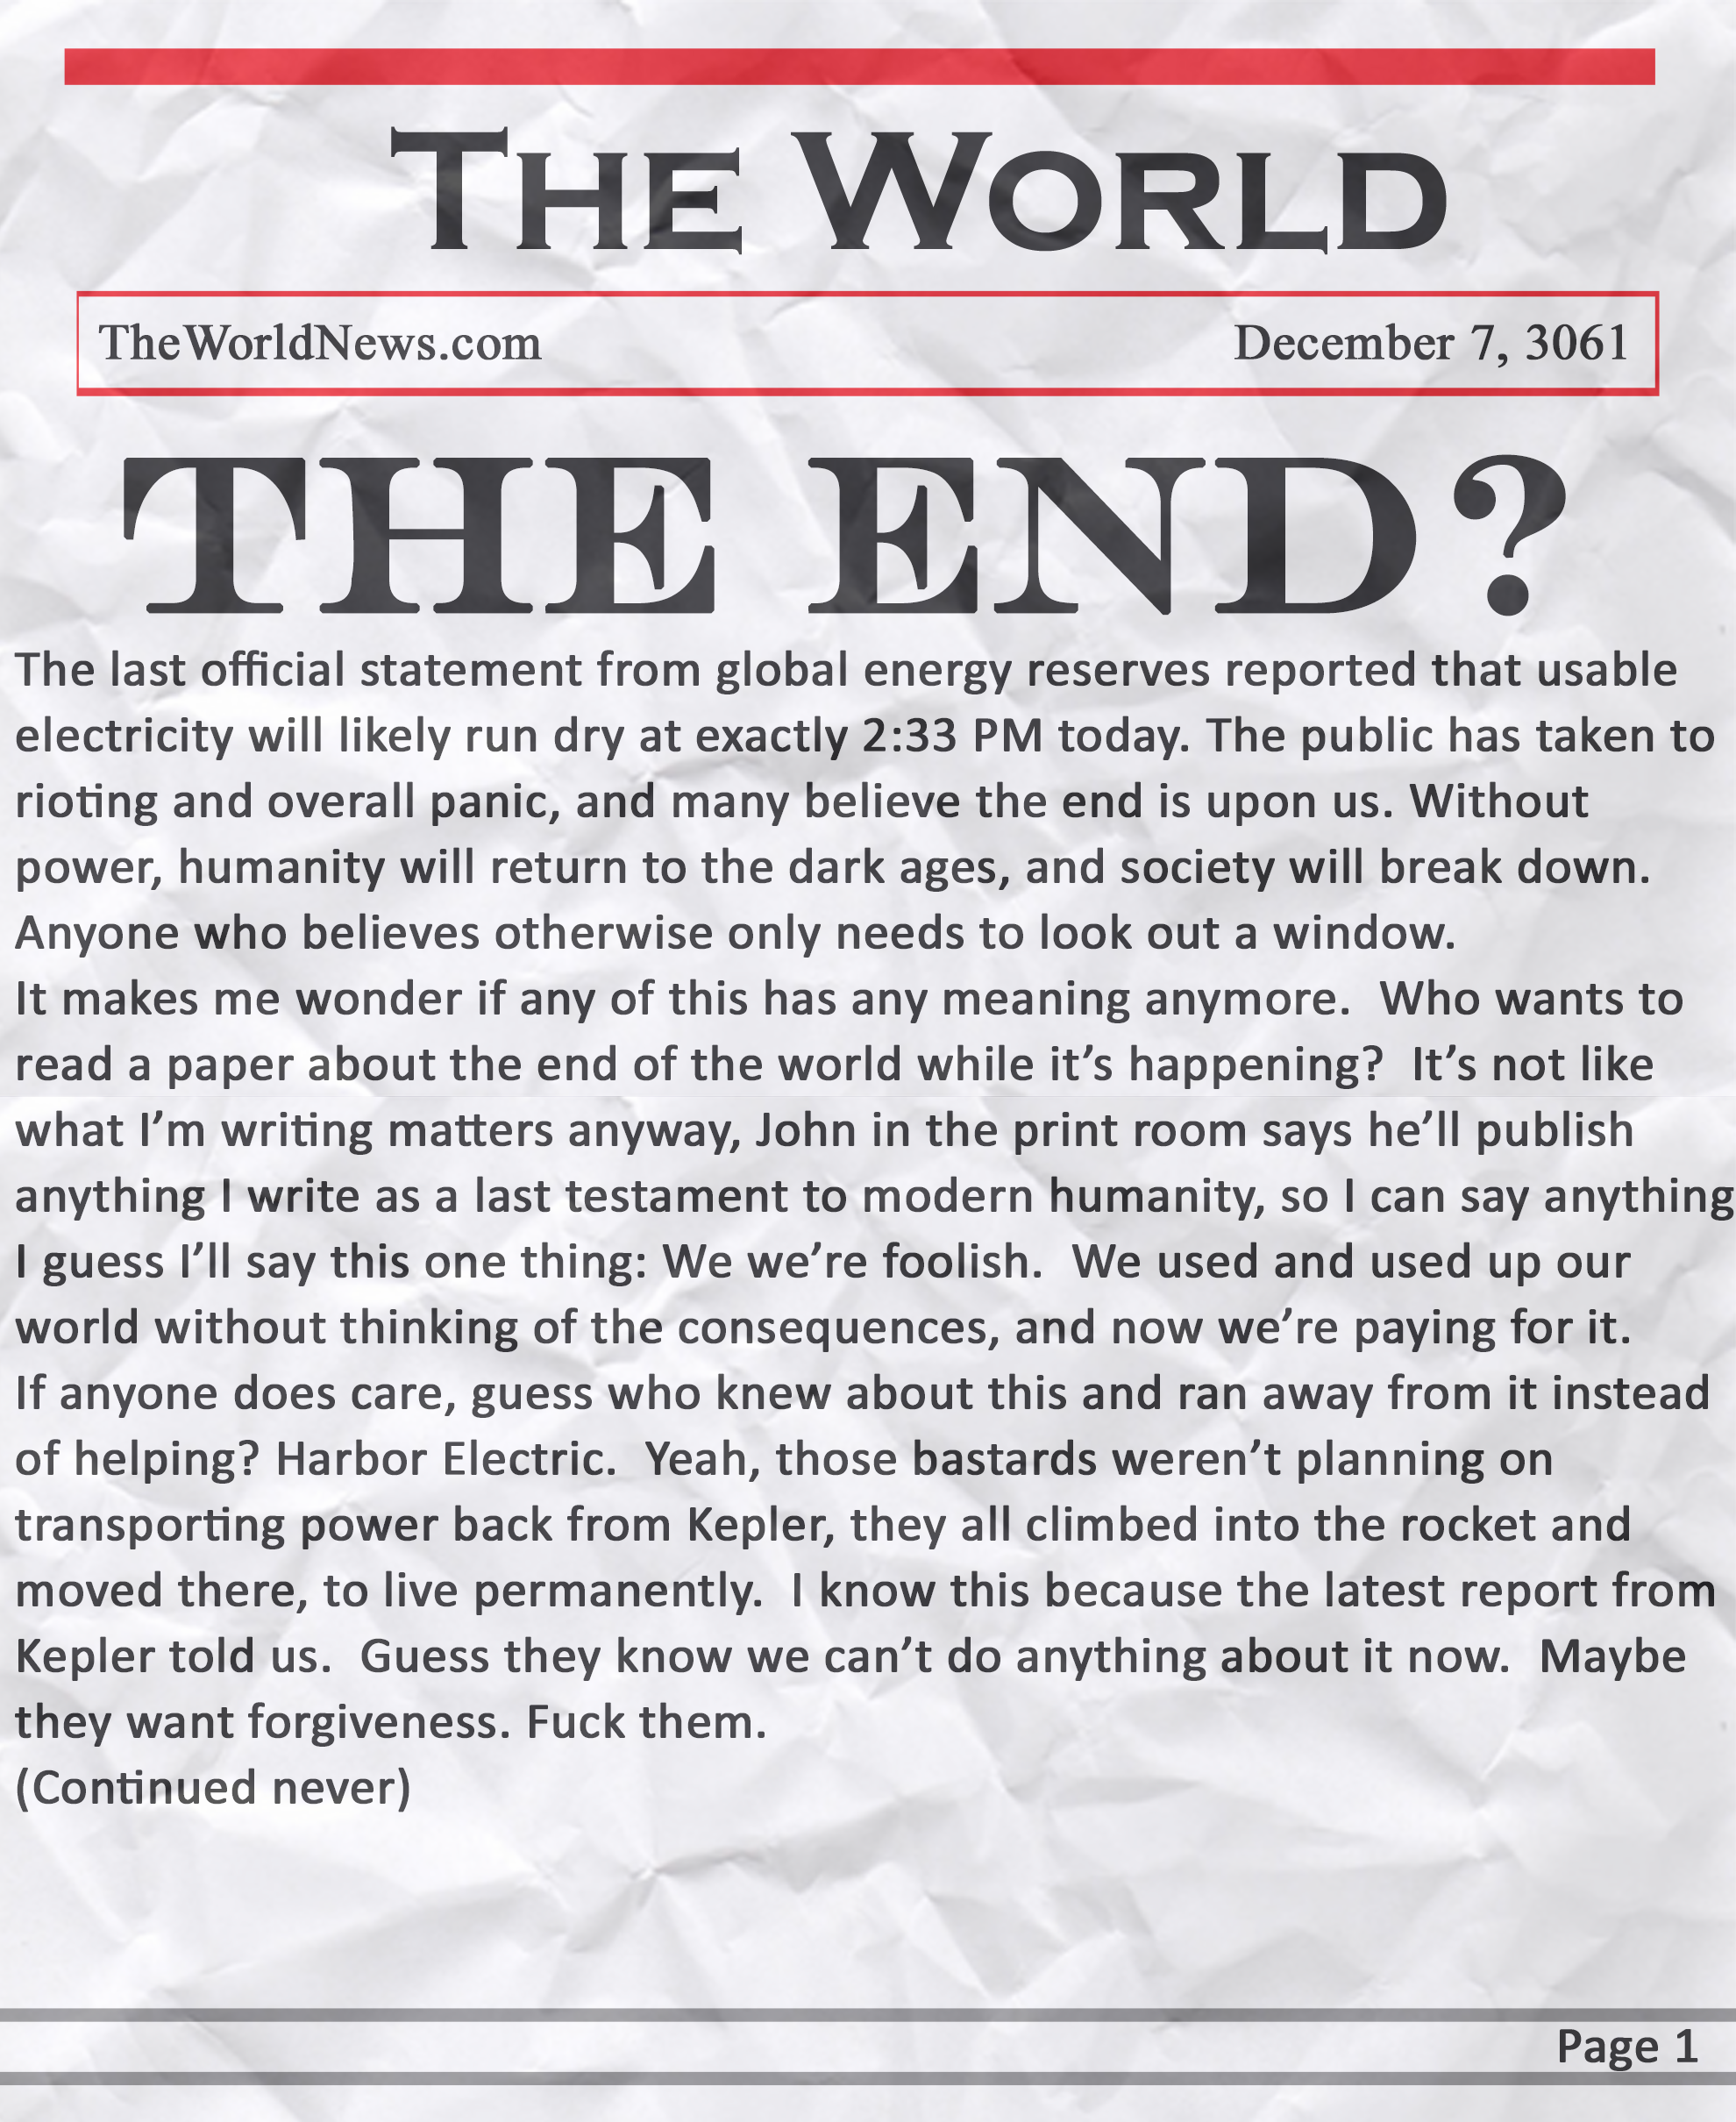 The World
TheWorldNews.com December 7, 3061
THE END?
The last official statement from global energy reserves reported that usable
electricity will likely run dry at exactly 2:33 PM today. The public has taken to
rioting and overall panic, and many believe the end is upon us. Without
power, humanity will return to the dark ages, and society will break down.
Anyone who believes otherwise only needs to look out a window.
It makes me wonder if any of this has any meaning anymore.  Who wants to
read a paper about the end of the world while it’s happening?  It’s not like
what I’m writing matters anyway, John in the print room says he’ll publish
anything I write as a last testament to modern humanity, so I can say anything
I guess I’ll say this one thing: We we’re foolish.  We used and used up our
world without thinking of the consequences, and now we’re paying for it.
If anyone does care, guess who knew about this and ran away from it instead
of helping? Harbor Electric.  Yeah, those bastards weren’t planning on
transporting power back from Kepler, they all climbed into the rocket and
moved there, to live permanently.  I know this because the latest report from
Kepler told us.  Guess they know we can’t do anything about it now.  Maybe
they want forgiveness. Fuck them.
(Continued never)
Page 1